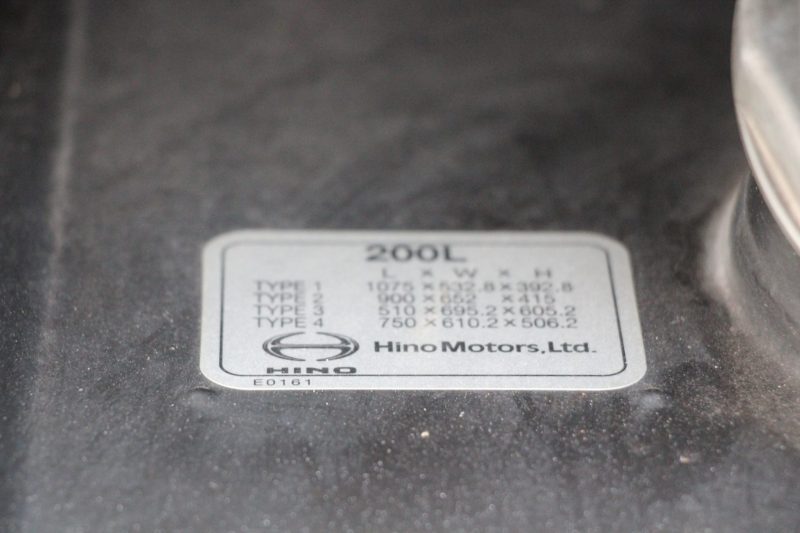 200L
L × W × H
TYPE 1 1075 × 532.8 × 392.8
TYPE 2 900 × 652 × 415
TYPE 3 510 × 695.2 × 605.2
TYPE 4 750 × 610.2 × 506.2
HINO Hino Motors, Ltd.
E0161